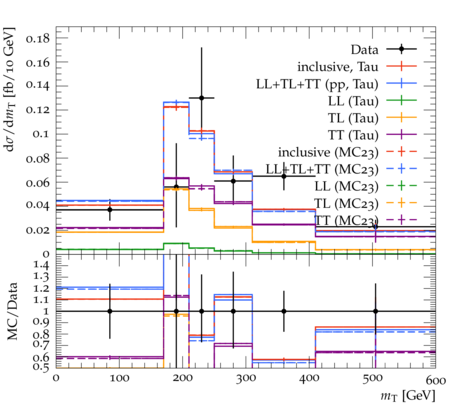 0.18
0.16
0.14
0.12
0.1
0.08
0.06
0.04
0.02
0
dσ/dm_T [fb/10 GeV]
Data
inclusive, Tau
LL+TL+TT (pp, Tau)
LL (Tau)
TL (Tau)
TT (Tau)
inclusive (MC23)
LL+TL+TT (MC23)
LL (MC23)
TL (MC23)
TT (MC23)
1.4
1.3
1.2
1.1
1
0.9
0.8
0.7
0.6
0.5
MC/Data
0 100 200 300 400 500 600
m_T [GeV]